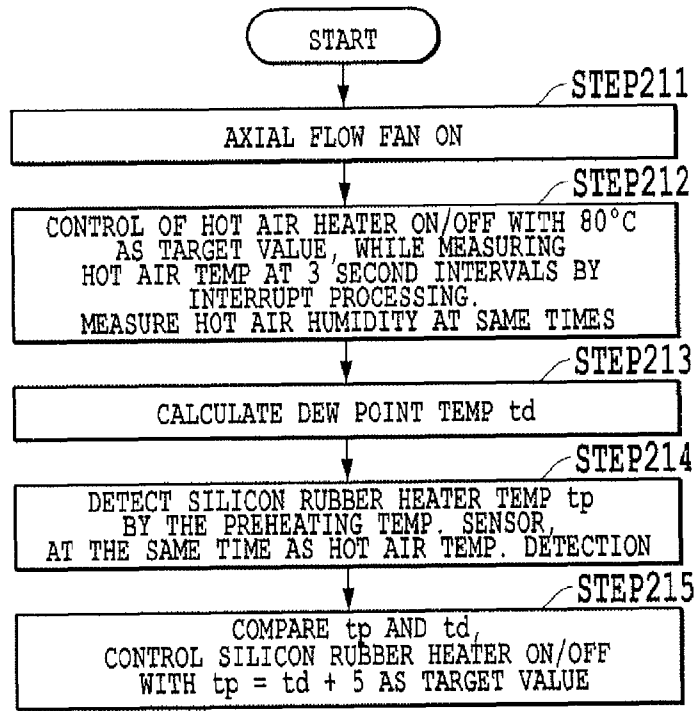 START
STEP211
AXIAL FLOW FAN ON
STEP212
CONTROL OF HOT AIR HEATER ON/OFF WITH 80°C
AS TARGET VALUE, WHILE MEASURING
HOT AIR TEMP AT 3 SECOND INTERVALS BY
INTERRUPT PROCESSING.
MEASURE HOT AIR HUMIDITY AT SAME TIMES
STEP213
CALCULATE DEW POINT TEMP td
STEP214
DETECT SILICON RUBBER HEATER TEMP tp
BY THE PREHEATING TEMP. SENSOR,
AT THE SAME TIME AS HOT AIR TEMP. DETECTION
STEP215
COMPARE tp AND td,
CONTROL SILICON RUBBER HEATER ON/OFF
WITH tp = td + 5 AS TARGET VALUE